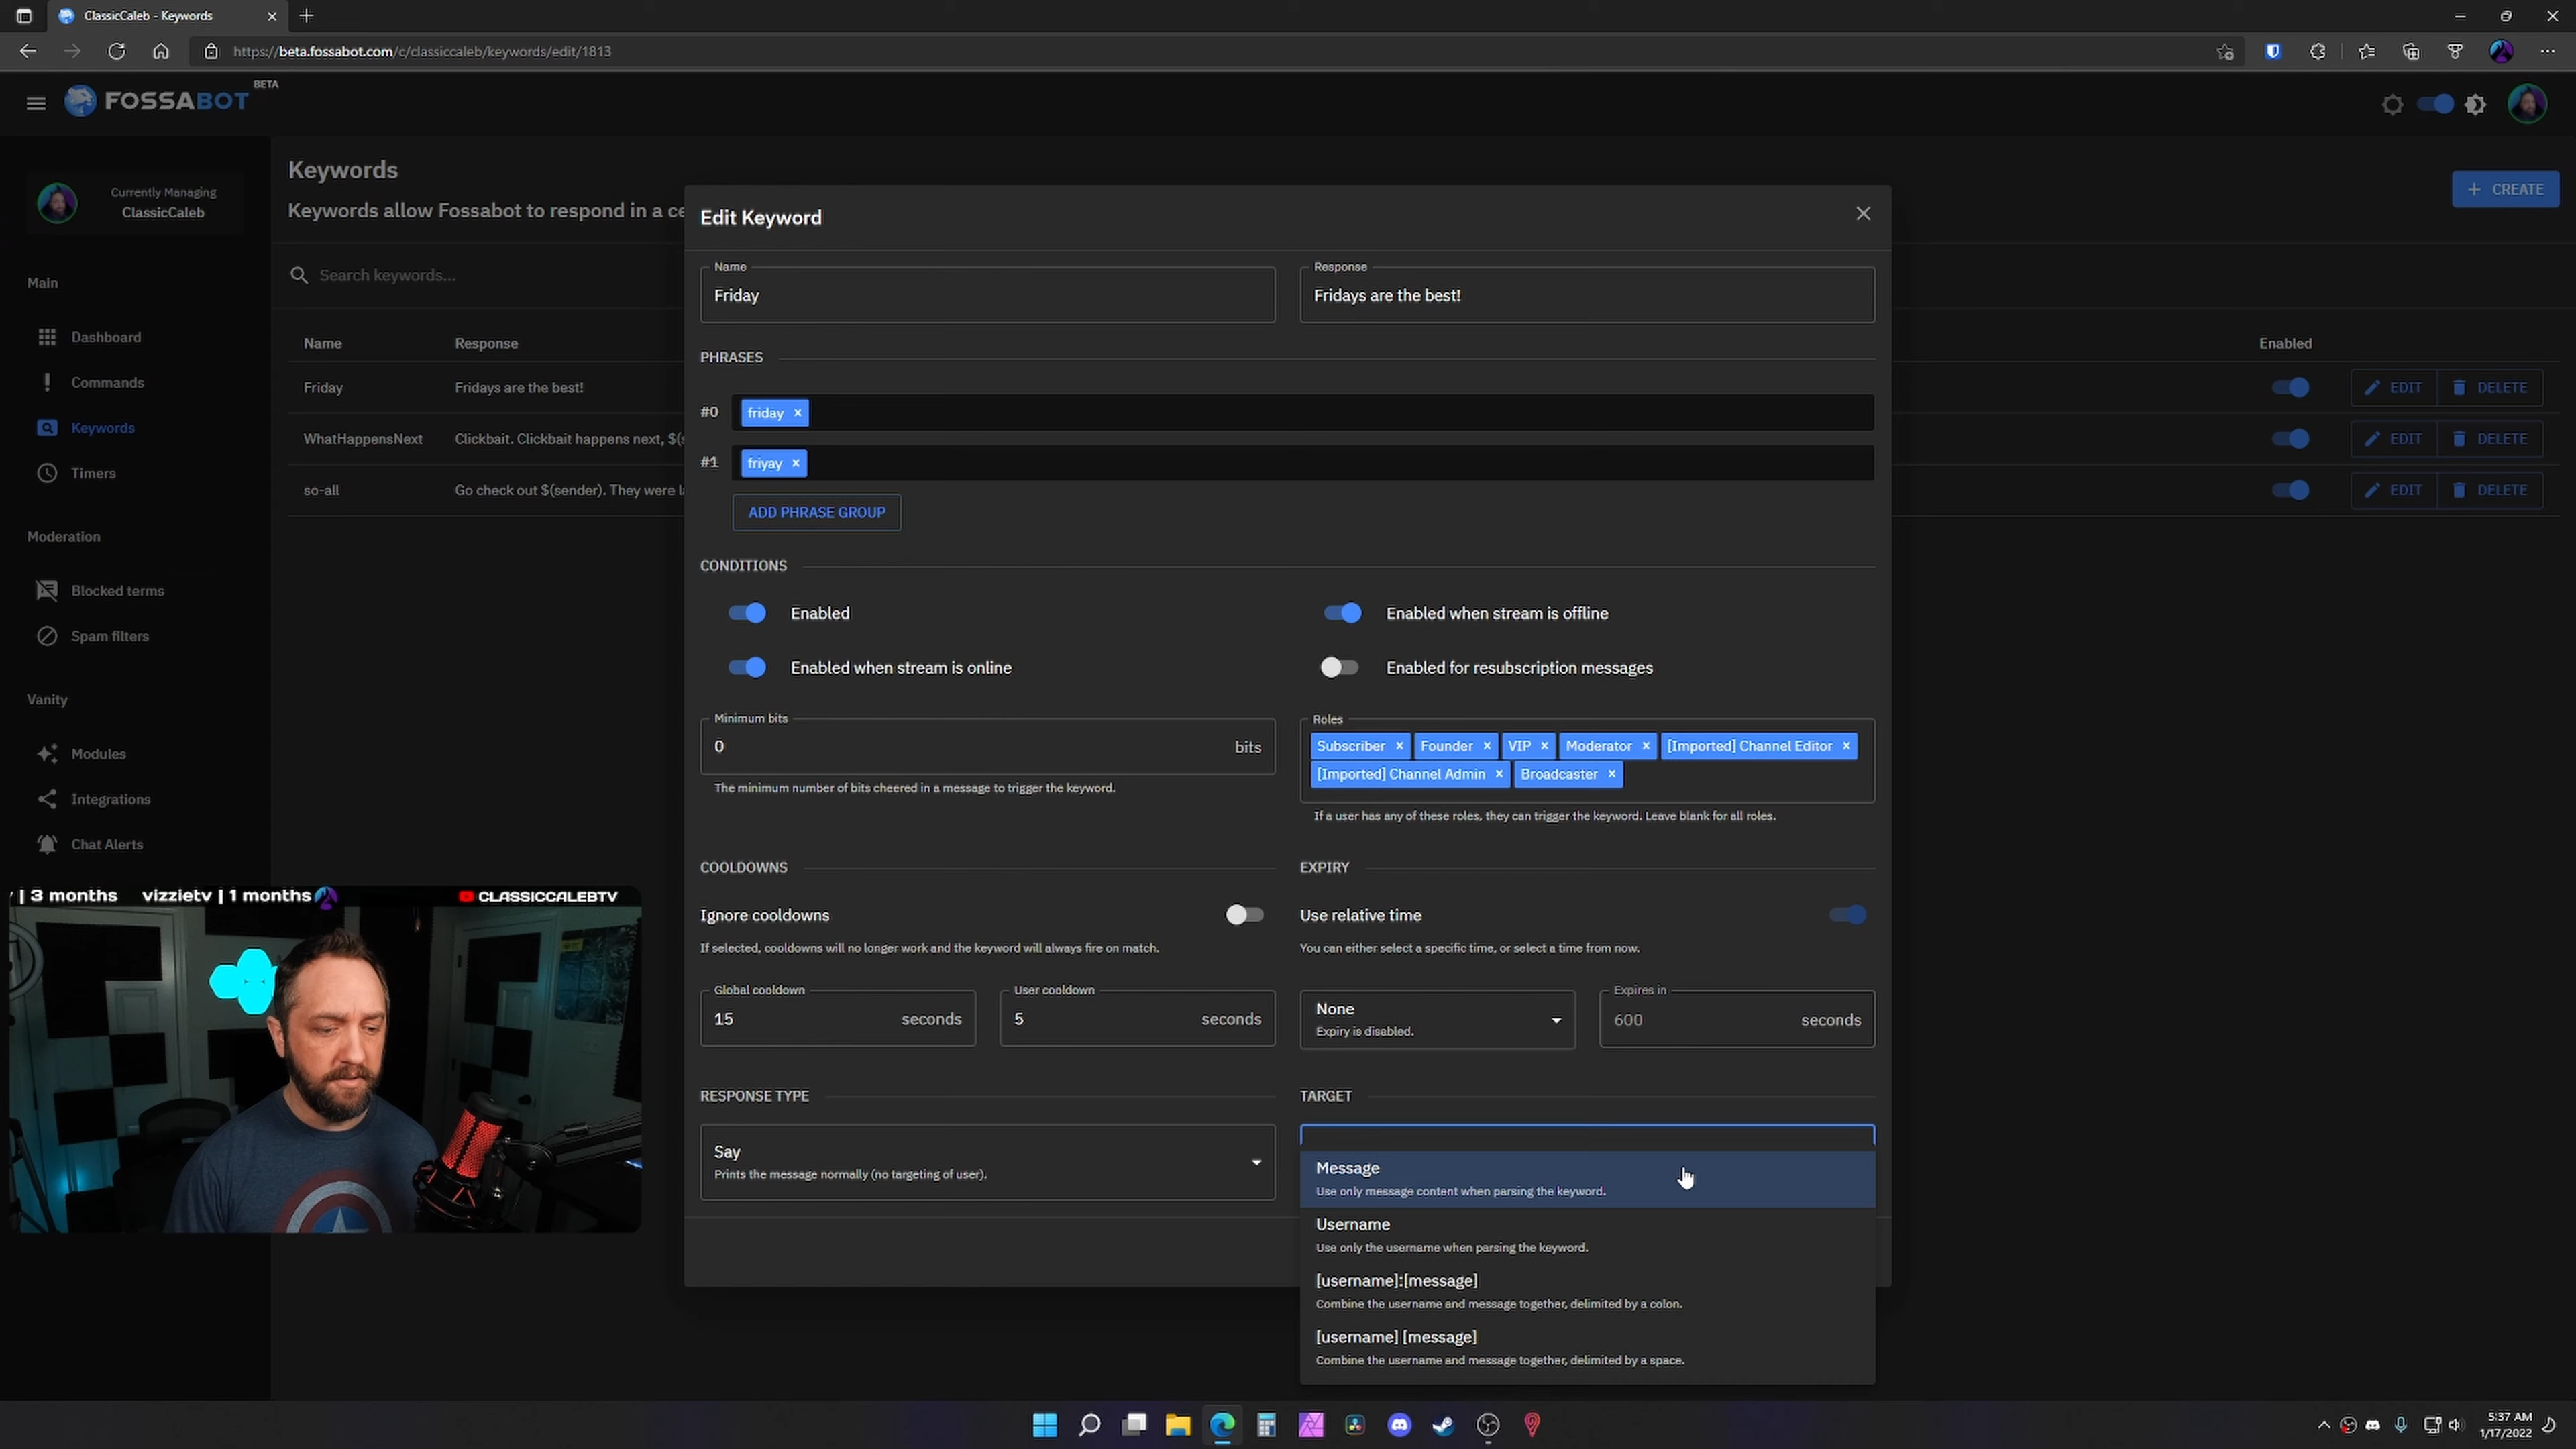 ClassicCaleb - Keywords
https://beta.fossabot.com/c/classiccaleb/keywords/edit/1813
FOSSABOT
BETA
Currently Managing
ClassicCaleb
Main
Dashboard
Commands
Keywords
Timers
Moderation
Blocked terms
Spam filters
Vanity
Modules
Integrations
Chat Alerts
Keywords
Keywords allow Fossabot to respond in a ce
+ CREATE
Search keywords...
Name Response Enabled
Friday Fridays are the best! EDIT DELETE
WhatHappensNext Clickbait. Clickbait happens next, $(s EDIT DELETE
so-all Go check out $(sender). They were la EDIT DELETE
Edit Keyword
Name
Friday
Response
Fridays are the best!
PHRASES
#0 friday ×
#1 friyay ×
ADD PHRASE GROUP
CONDITIONS
Enabled
Enabled when stream is offline
Enabled when stream is online
Enabled for resubscription messages
Minimum bits
0 bits
The minimum number of bits cheered in a message to trigger the keyword.
Roles
Subscriber × Founder × VIP × Moderator × [Imported] Channel Editor ×
[Imported] Channel Admin × Broadcaster ×
If a user has any of these roles, they can trigger the keyword. Leave blank for all roles.
COOLDOWNS
Ignore cooldowns
If selected, cooldowns will no longer work and the keyword will always fire on match.
Global cooldown
15 seconds
User cooldown
5 seconds
EXPIRY
Use relative time
You can either select a specific time, or select a time from now.
None
Expiry is disabled.
Expires in
600 seconds
RESPONSE TYPE
Say
Prints the message normally (no targeting of user).
TARGET
Message
Use only message content when parsing the keyword.
Username
Use only the username when parsing the keyword.
[username]:[message]
Combine the username and message together, delimited by a colon.
[username] [message]
Combine the username and message together, delimited by a space.
| 3 months vizzietv | 1 months CLASSICCALEBTV
5:37 AM
1/17/2022